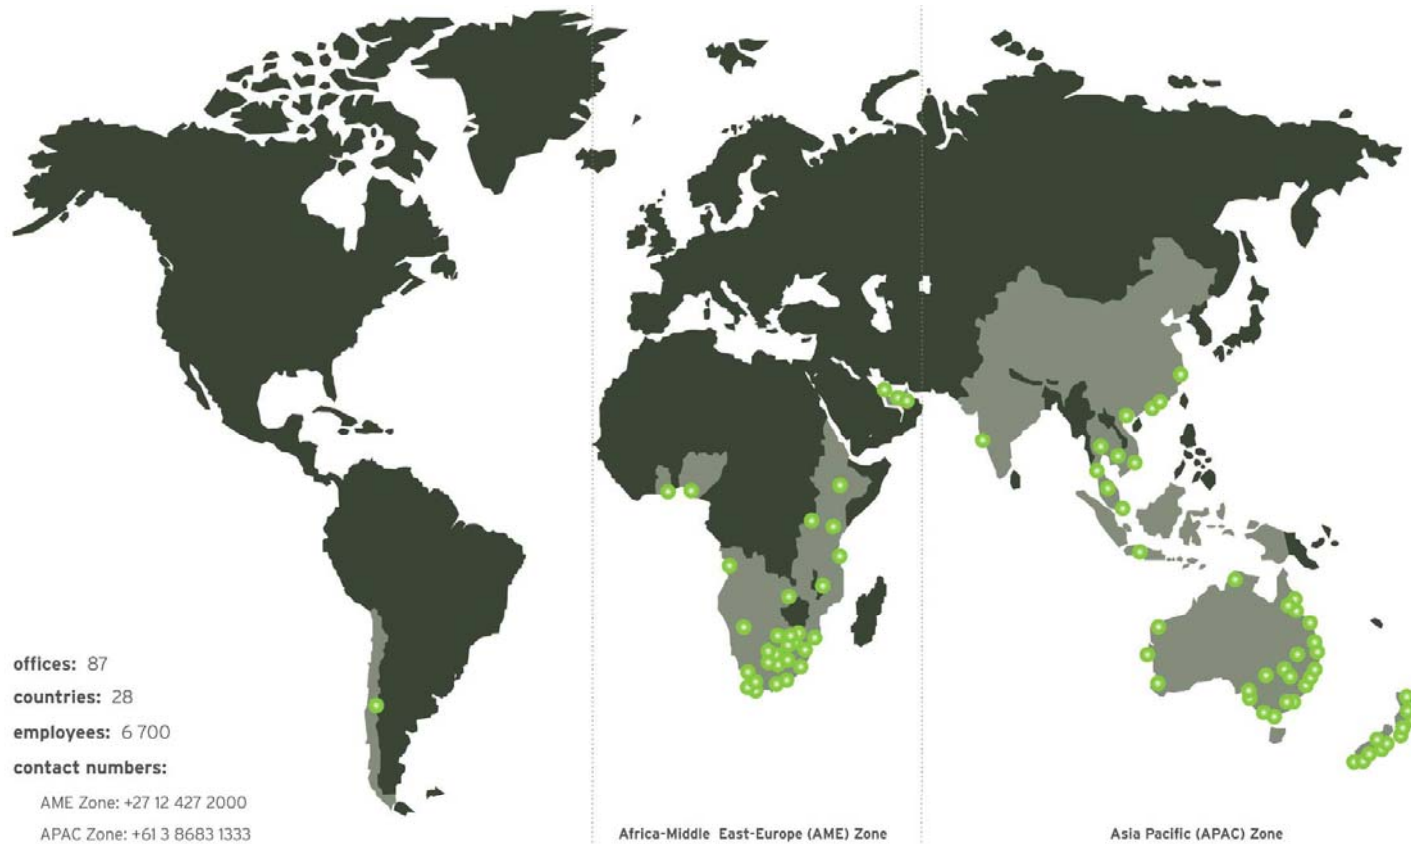 offices: 87
countries: 28
employees: 6 700
contact numbers:
AME Zone: +27 12 427 2000
APAC Zone: +61 3 8683 1333
Africa-Middle East-Europe (AME) Zone
Asia Pacific (APAC) Zone